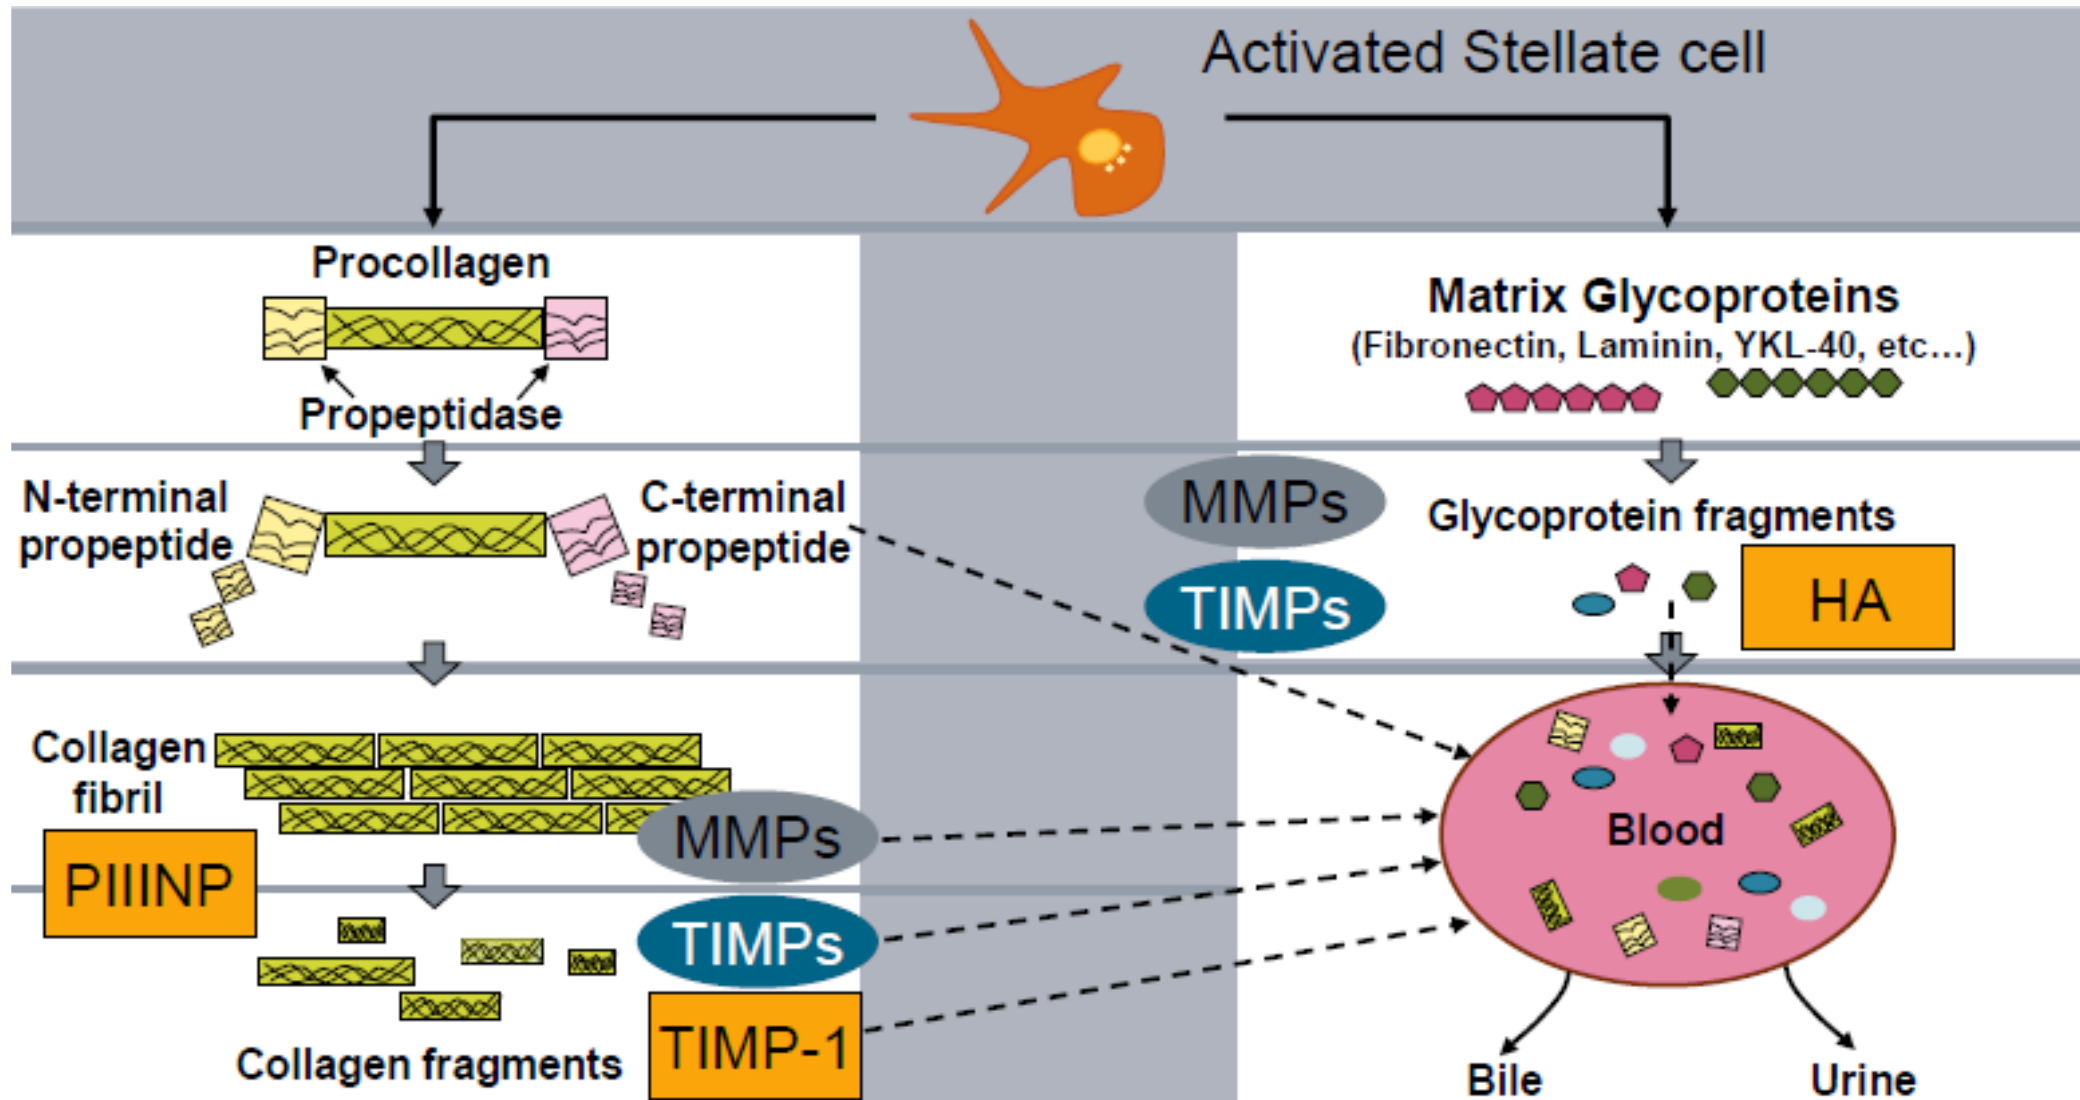 Activated Stellate cell
Procollagen
Propeptidase
N-terminal
propeptide
C-terminal
propeptide
Collagen
fibril
PIIINP
MMPs
TIMPs
TIMP-1
Collagen fragments
Matrix Glycoproteins
(Fibronectin, Laminin, YKL-40, etc...)
MMPs
TIMPs
Glycoprotein fragments
HA
Blood
Bile
Urine